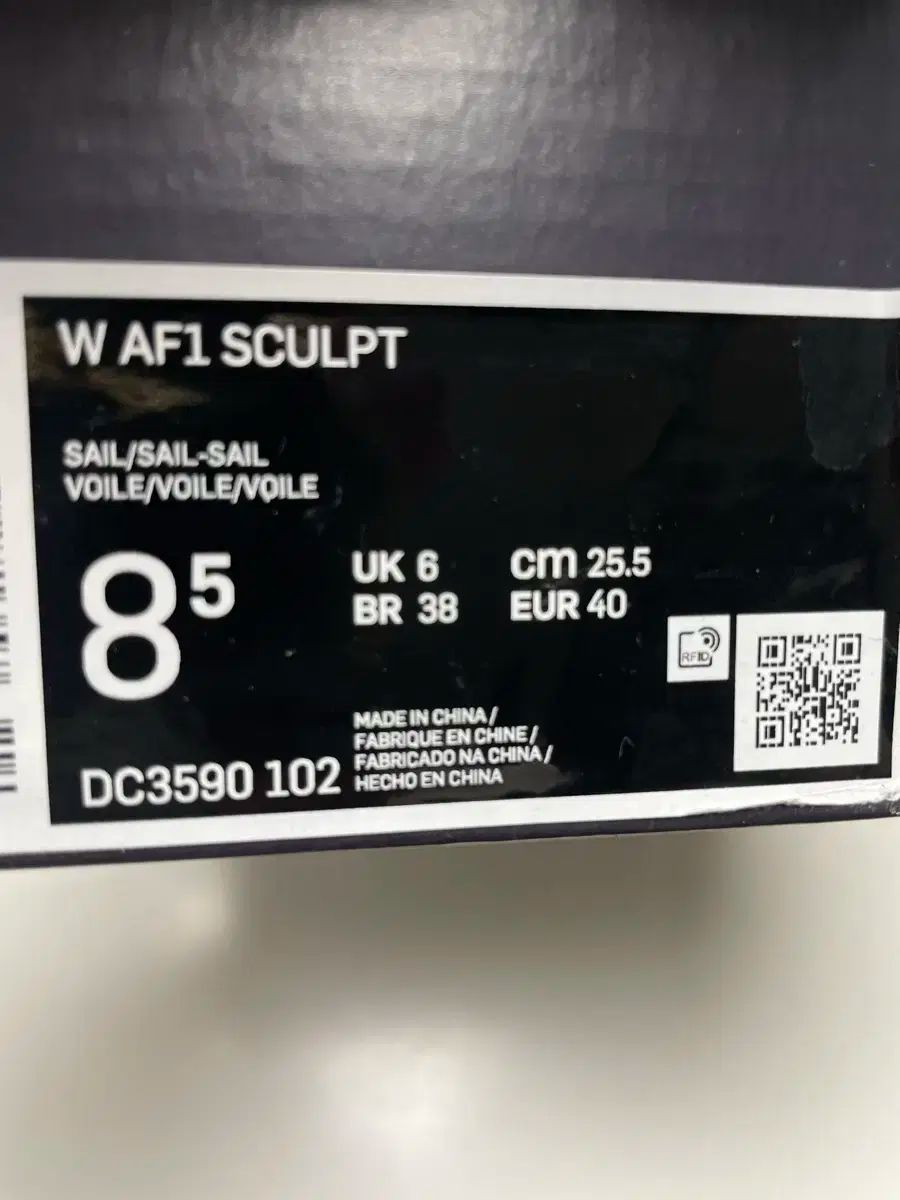 W AF1 SCULPT
SAIL/SAIL-SAIL
VOILE/VOILE/VOILE
8 5
UK 6 cm 25.5
BR 38 EUR 40
RFID
MADE IN CHINA /
FABRIQUE EN CHINE /
FABRICADO NA CHINA /
HECHO EN CHINA
DC3590 102